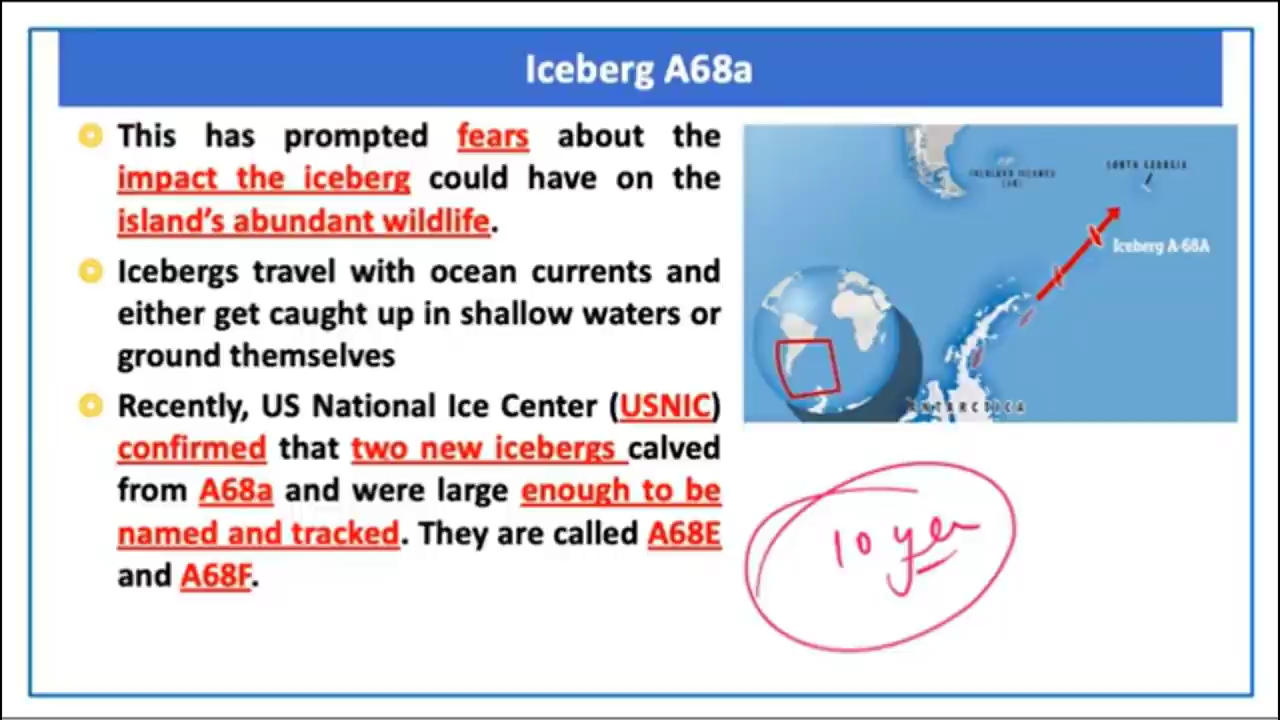 Iceberg A68a
This has prompted fears about the
impact the iceberg could have on the
island's abundant wildlife.
Icebergs travel with ocean currents and
either get caught up in shallow waters or
ground themselves
Recently, US National Ice Center (USNIC)
confirmed that two new icebergs calved
from A68a and were large enough to be
named and tracked. They are called A68E
and A68F.
SOUTH GEORGIA
FALKLAND ISLANDS
(UK)
Iceberg A-68A
ANTARCTICA
10 yer